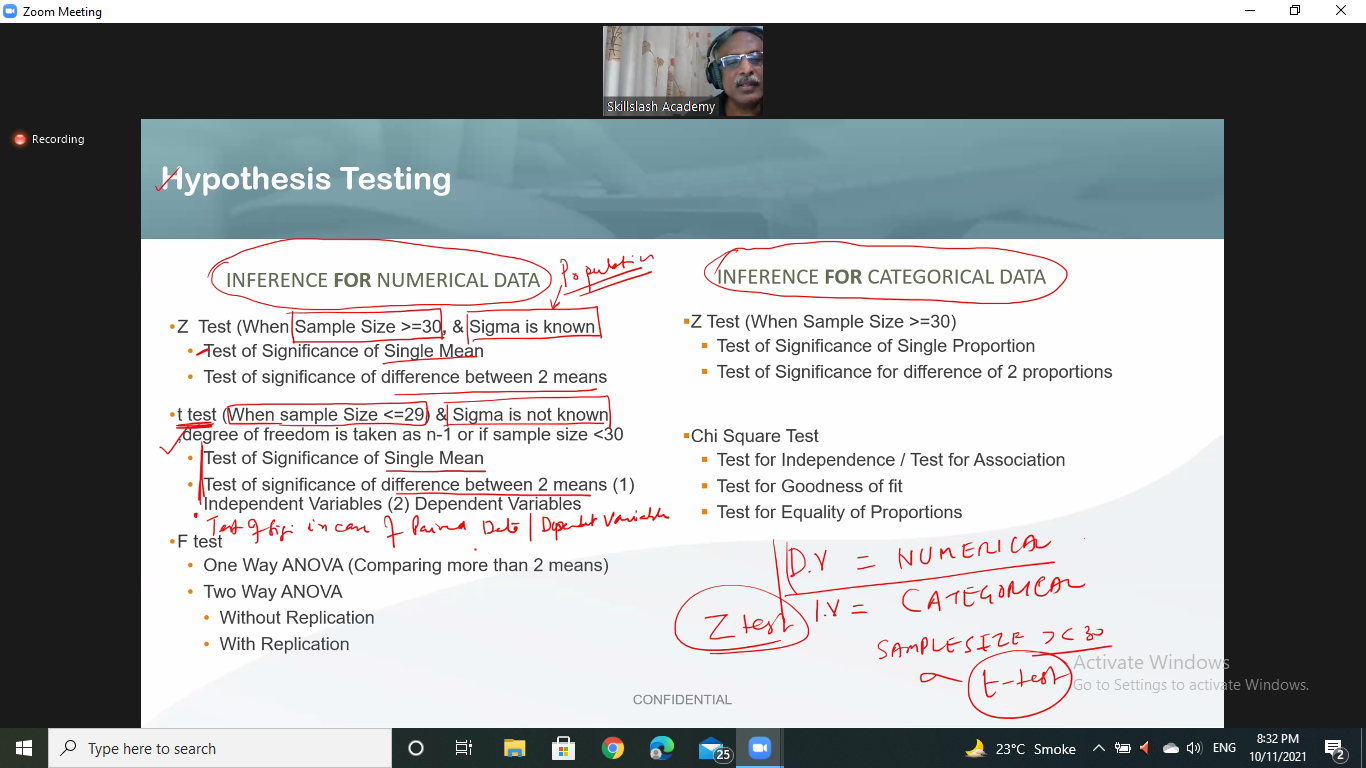 Zoom Meeting
Skillslash Academy
Recording
Hypothesis Testing
INFERENCE FOR NUMERICAL DATA
Population
Z Test (When Sample Size >=30, & Sigma is known
Test of Significance of Single Mean
Test of significance of difference between 2 means
t test (When sample Size <=29) & Sigma is not known
,degree of freedom is taken as n-1 or if sample size <30
Test of Significance of Single Mean
Test of significance of difference between 2 means (1)
Independent Variables (2) Dependent Variables
Test of Sigi in case of Paired Data | Dependent Variable
F test
One Way ANOVA (Comparing more than 2 means)
Two Way ANOVA
Without Replication
With Replication
INFERENCE FOR CATEGORICAL DATA
Z Test (When Sample Size >=30)
Test of Significance of Single Proportion
Test of Significance for difference of 2 proportions
Chi Square Test
Test for Independence / Test for Association
Test for Goodness of fit
Test for Equality of Proportions
D.V = NUMERICAL
I.V = CATEGORICAL
Z test
SAMPLE SIZE >< 30
t-test
CONFIDENTIAL
Activate Windows
Go to Settings to activate Windows.
Type here to search
25
23°C Smoke
ENG
8:32 PM
10/11/2021
2